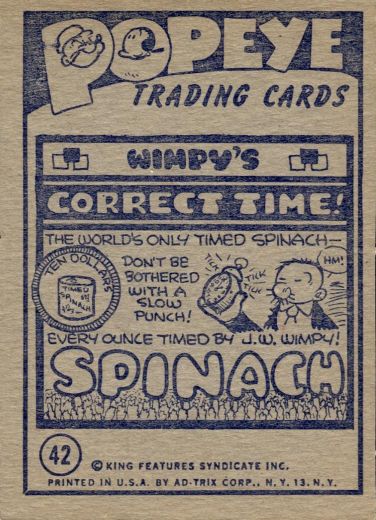 POPEYE
TRADING CARDS
WIMPY'S
CORRECT TIME!
THE WORLD'S ONLY TIMED SPINACH—
TEN DOLLARS
TIMED
SPINACH
DON'T BE
BOTHERED
WITH A
SLOW
PUNCH!
TICK
TICK
TICK
HM!
EVERY OUNCE TIMED BY J.W. WIMPY!
SPINACH
42
© KING FEATURES SYNDICATE INC.
PRINTED IN U.S.A. BY AD-TRIX CORP., N.Y. 13, N.Y.